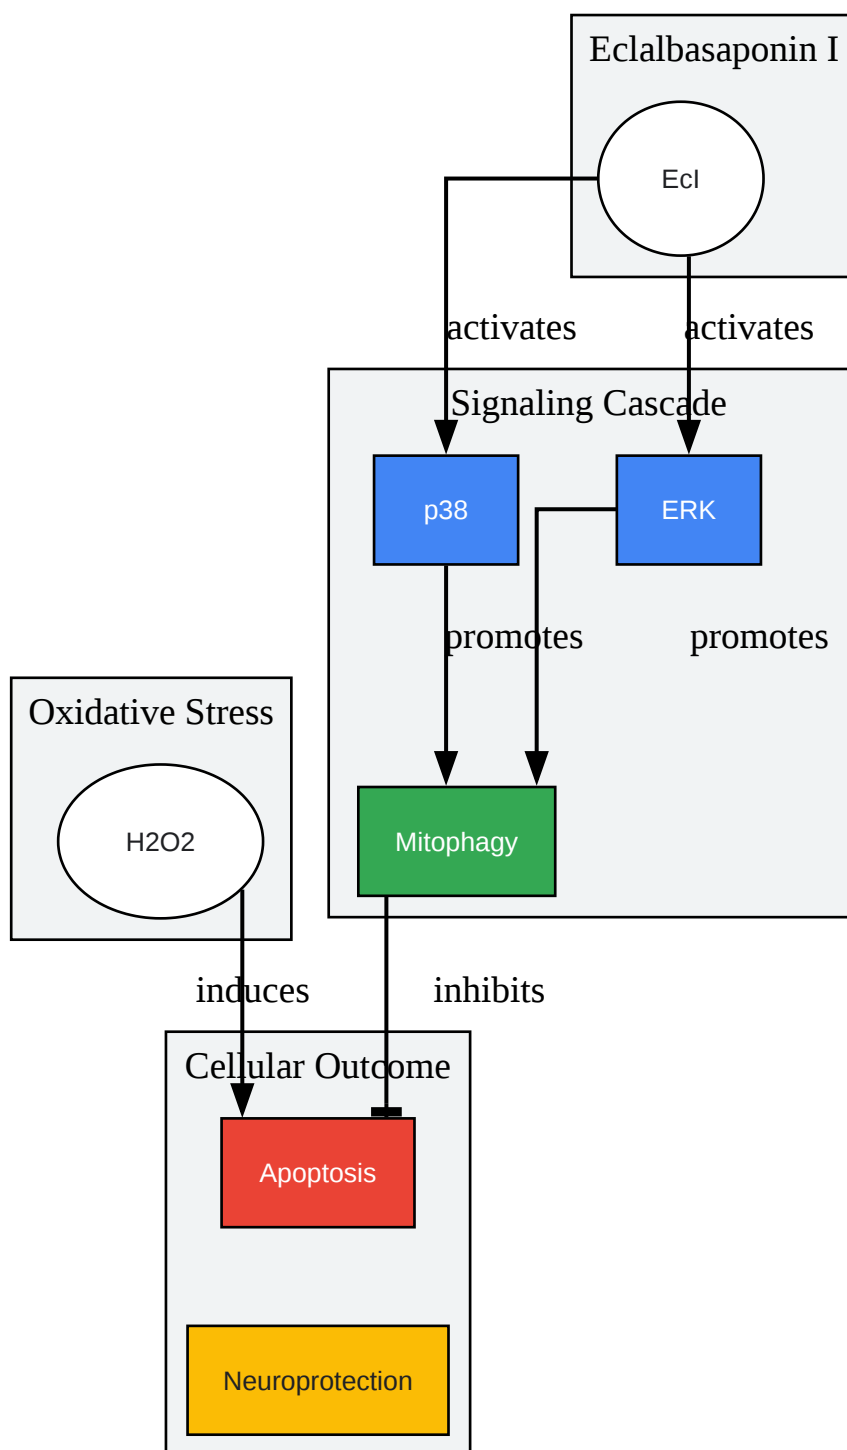 Eclalbasaponin I
EcI
activates
activates
Signaling Cascade
p38
ERK
promotes
promotes
Oxidative Stress
H2O2
Mitophagy
induces
inhibits
Cellular Outcome
Apoptosis
Neuroprotection